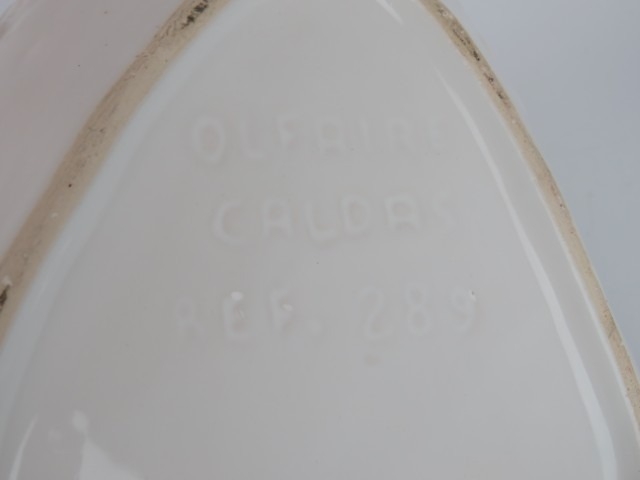 OLFAIRE
CALDAS
REF. 289